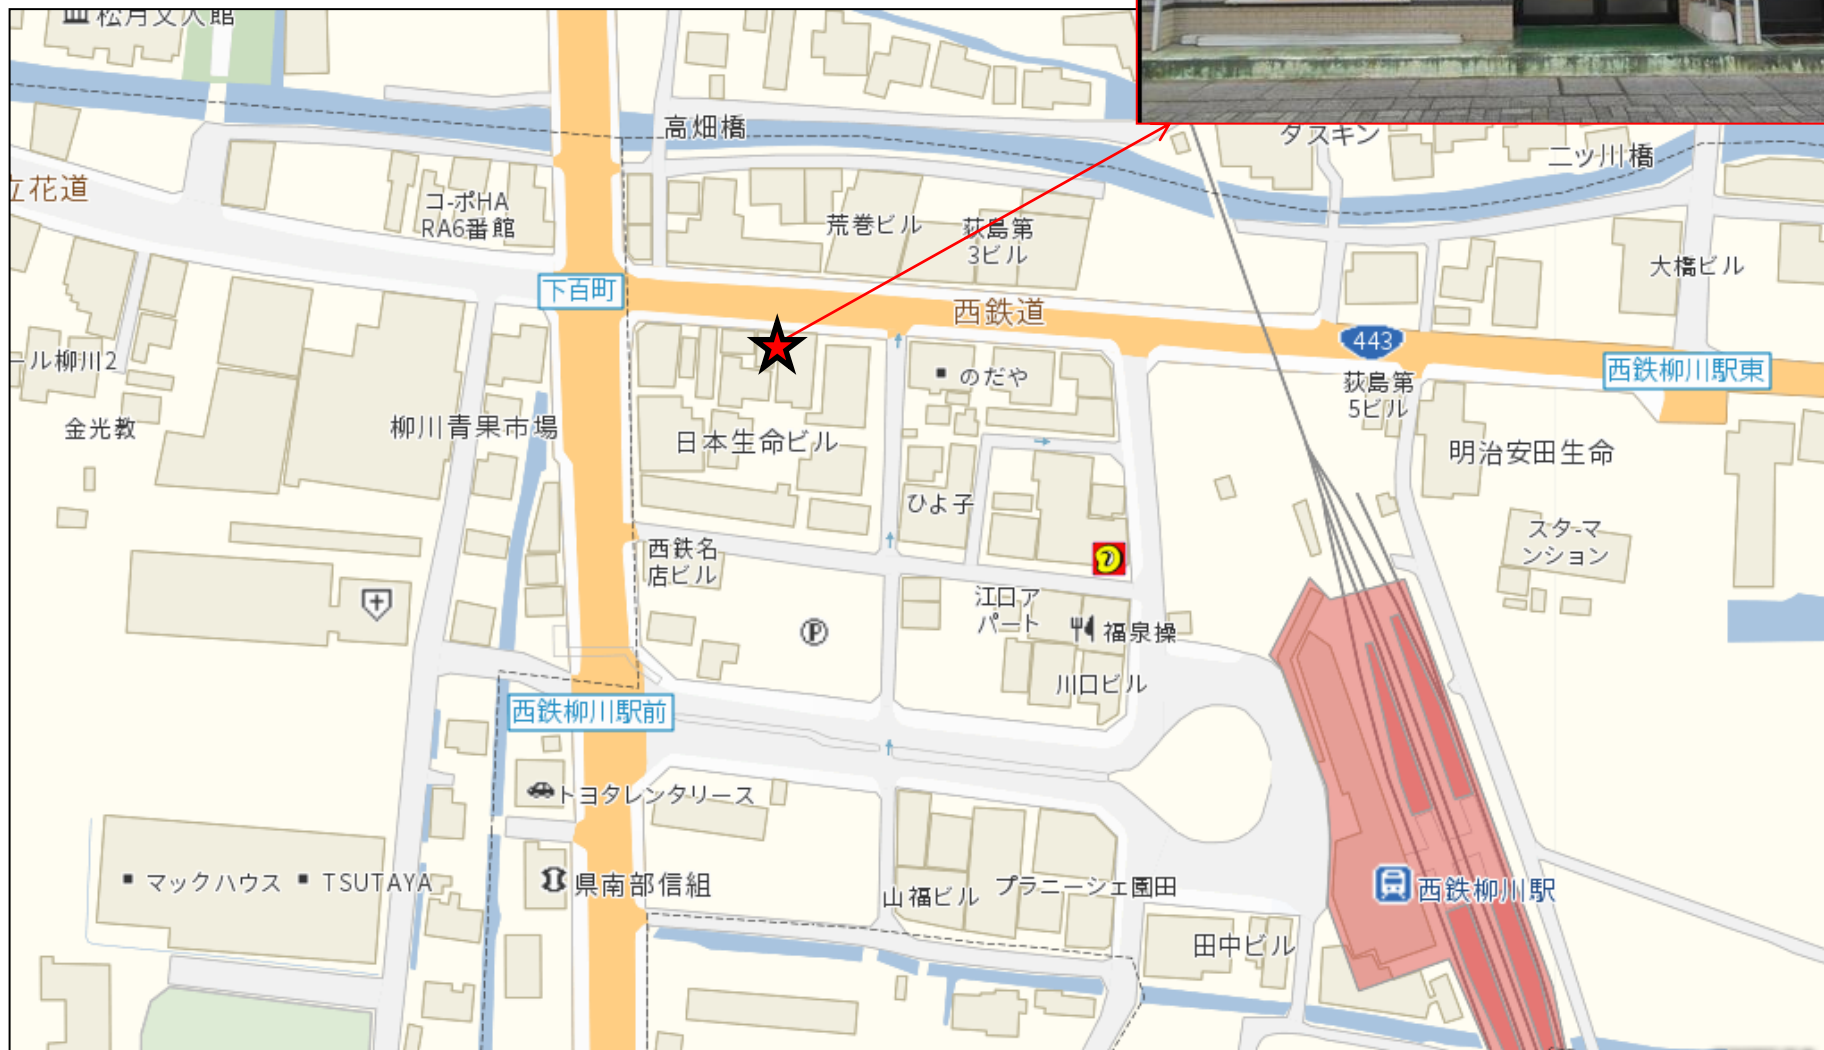 松月文人館
高畑橋
ダスキン
二ッ川橋
立花道
コーポHA
RA6番館
荒巻ビル
荻島第
3ビル
大橋ビル
下百町
西鉄道
443
ール柳川2
のだや
西鉄柳川駅東
荻島第
5ビル
金光教
柳川青果市場
日本生命ビル
明治安田生命
ひよ子
スターマ
ンション
西鉄名
店ビル
江口ア
パート
福泉操
P
川口ビル
西鉄柳川駅前
トヨタレンタリース
マックハウス
TSUTAYA
県南部信組
山福ビル
プラニーシェ園田
西鉄柳川駅
田中ビル